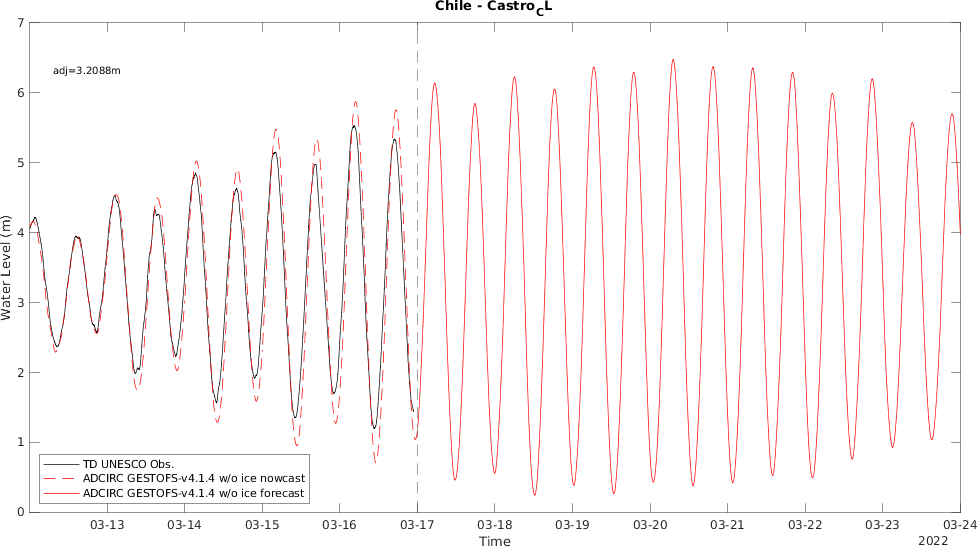 Chile - Castro_CL
adj=3.2088m
7
6
5
4
3
2
1
0
Water Level (m)
TD UNESCO Obs.
ADCIRC GESTOFS-v4.1.4 w/o ice nowcast
ADCIRC GESTOFS-v4.1.4 w/o ice forecast
03-13 03-14 03-15 03-16 03-17 03-18 03-19 03-20 03-21 03-22 03-23 03-24
Time
2022